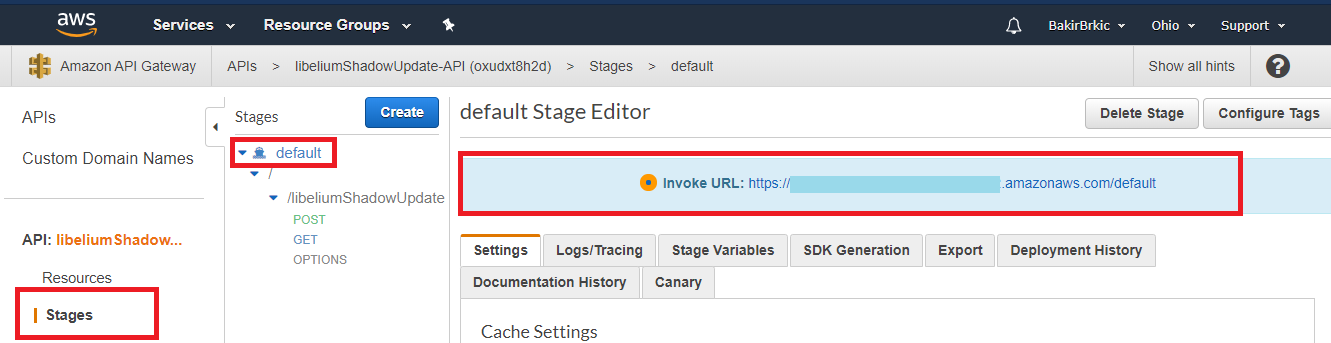 aws Services Resource Groups BakirBrkic Ohio Support
Amazon API Gateway APIs > libeliumShadowUpdate-API (oxudxt8h2d) > Stages > default Show all hints ?
APIs
Custom Domain Names
API: libeliumShadow...
Resources
Stages
Stages Create
default
/
/libeliumShadowUpdate
POST
GET
OPTIONS
default Stage Editor Delete Stage Configure Tags
Invoke URL: https:// .amazonaws.com/default
Settings Logs/Tracing Stage Variables SDK Generation Export Deployment History
Documentation History Canary
Cache Settings